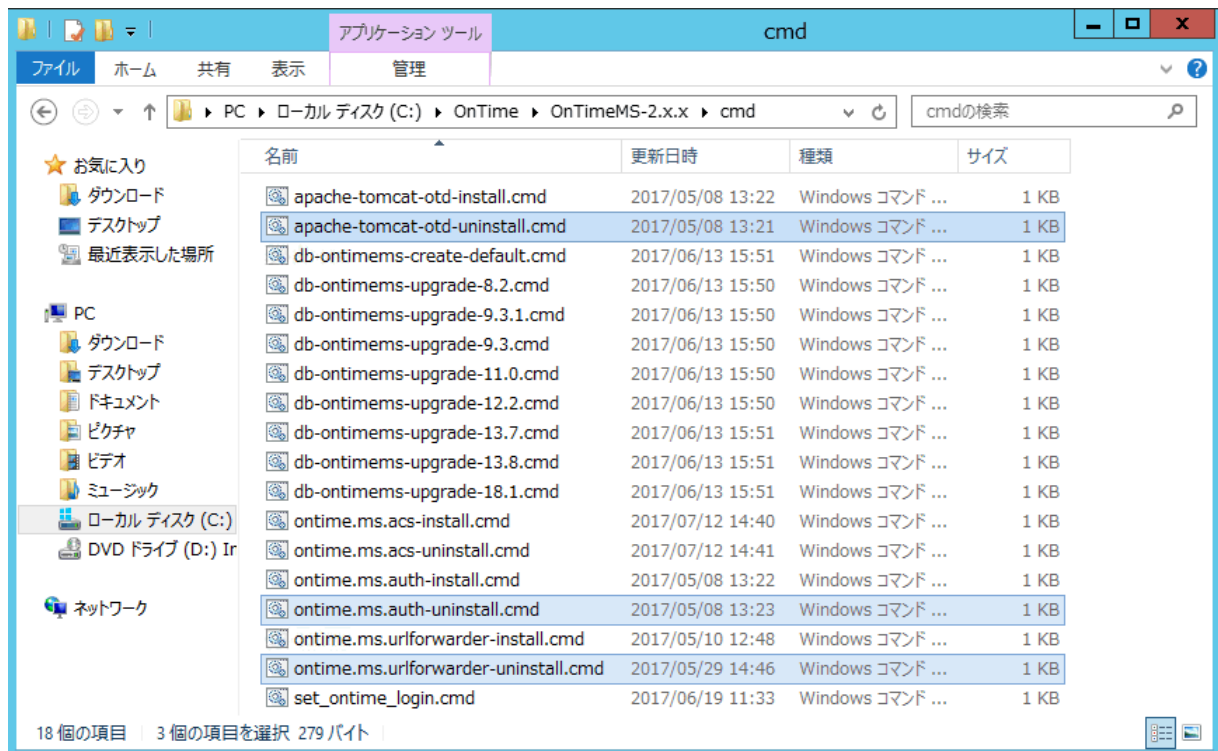 アプリケーション ツール
cmd
ファイル ホーム 共有 表示 管理
PC ローカル ディスク (C:) OnTime OnTimeMS-2.x.x cmd cmdの検索
名前 更新日時 種類 サイズ
お気に入り
ダウンロード
デスクトップ
最近表示した場所
PC
ダウンロード
デスクトップ
ドキュメント
ピクチャ
ビデオ
ミュージック
ローカル ディスク (C:)
DVD ドライブ (D:) Ir
ネットワーク
apache-tomcat-otd-install.cmd 2017/05/08 13:22 Windows コマンド ... 1 KB
apache-tomcat-otd-uninstall.cmd 2017/05/08 13:21 Windows コマンド ... 1 KB
db-ontimems-create-default.cmd 2017/06/13 15:51 Windows コマンド ... 1 KB
db-ontimems-upgrade-8.2.cmd 2017/06/13 15:50 Windows コマンド ... 1 KB
db-ontimems-upgrade-9.3.1.cmd 2017/06/13 15:50 Windows コマンド ... 1 KB
db-ontimems-upgrade-9.3.cmd 2017/06/13 15:50 Windows コマンド ... 1 KB
db-ontimems-upgrade-11.0.cmd 2017/06/13 15:50 Windows コマンド ... 1 KB
db-ontimems-upgrade-12.2.cmd 2017/06/13 15:50 Windows コマンド ... 1 KB
db-ontimems-upgrade-13.7.cmd 2017/06/13 15:51 Windows コマンド ... 1 KB
db-ontimems-upgrade-13.8.cmd 2017/06/13 15:51 Windows コマンド ... 1 KB
db-ontimems-upgrade-18.1.cmd 2017/06/13 15:51 Windows コマンド ... 1 KB
ontime.ms.acs-install.cmd 2017/07/12 14:40 Windows コマンド ... 1 KB
ontime.ms.acs-uninstall.cmd 2017/07/12 14:41 Windows コマンド ... 1 KB
ontime.ms.auth-install.cmd 2017/05/08 13:22 Windows コマンド ... 1 KB
ontime.ms.auth-uninstall.cmd 2017/05/08 13:23 Windows コマンド ... 1 KB
ontime.ms.urlforwarder-install.cmd 2017/05/10 12:48 Windows コマンド ... 1 KB
ontime.ms.urlforwarder-uninstall.cmd 2017/05/29 14:46 Windows コマンド ... 1 KB
set_ontime_login.cmd 2017/06/19 11:33 Windows コマンド ... 1 KB
18 個の項目 3 個の項目を選択 279 バイト